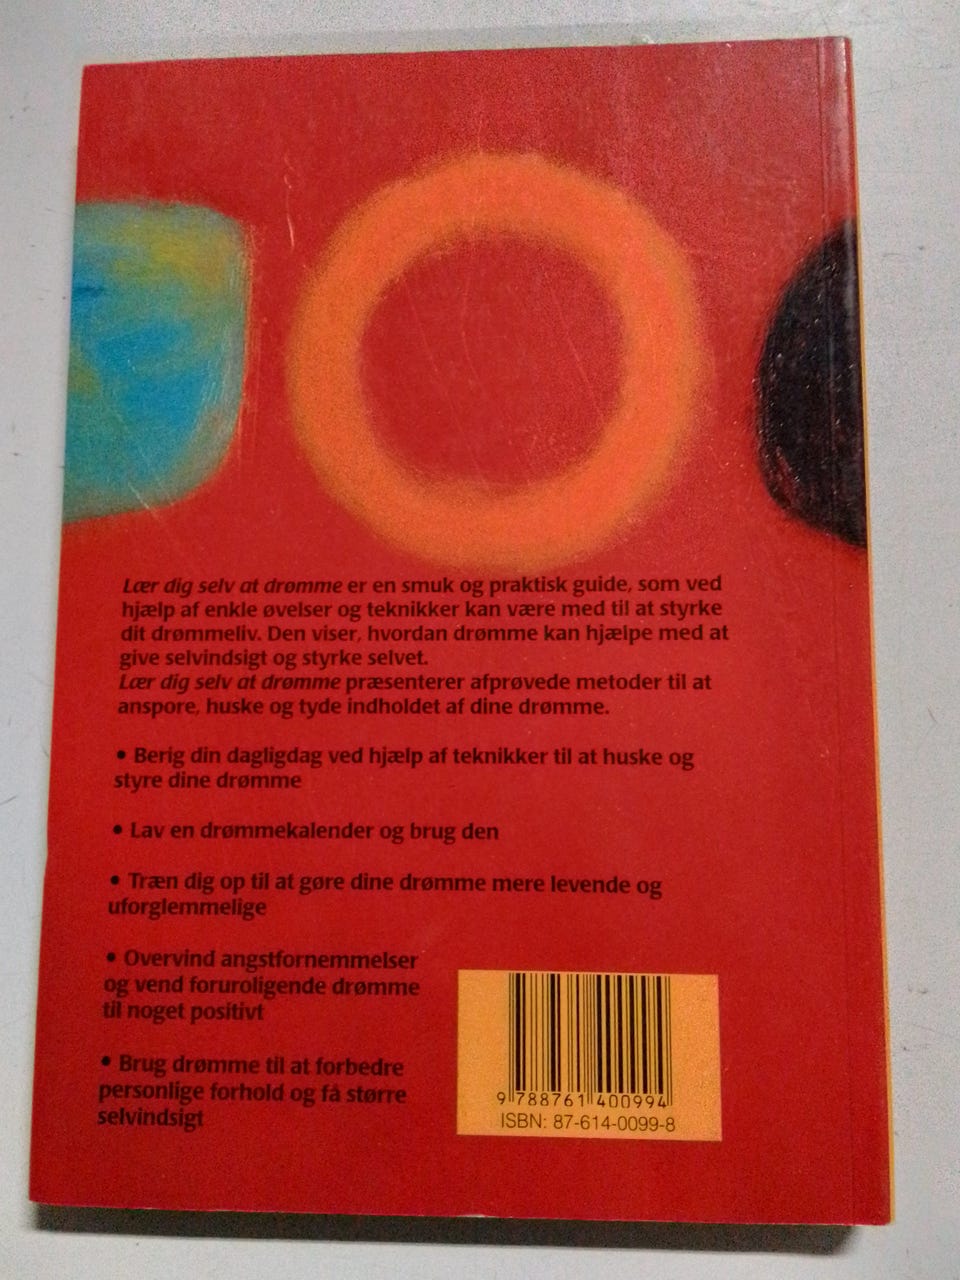 Lær dig selv at drømme er en smuk og praktisk guide, som ved
hjælp af enkle øvelser og teknikker kan være med til at styrke
dit drømmeliv. Den viser, hvordan drømme kan hjælpe med at
give selvindsigt og styrke selvet.
Lær dig selv at drømme præsenterer afprøvede metoder til at
anspore, huske og tyde indholdet af dine drømme.
• Berig din dagligdag ved hjælp af teknikker til at huske og
styre dine drømme
• Lav en drømmekalender og brug den
• Træn dig op til at gøre dine drømme mere levende og
uforglemmelige
• Overvind angstfornemmelser
og vend foruroligende drømme
til noget positivt
• Brug drømme til at forbedre
personlige forhold og få større
selvindsigt
9 788761 400994
ISBN: 87-614-0099-8